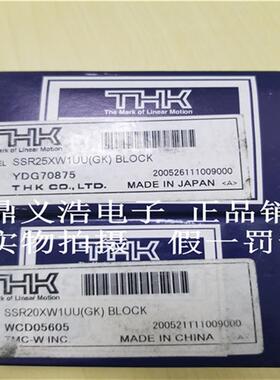 THK
The Mark of Linear Motion
EL SSR25XW1UU(GK) BLOCK
YDG70875 200526111009000
THK CO., LTD. MADE IN JAPAN <A>
鼎义浩电子 正品销
实物拍摄 假一罚
THK
The Mark of Linear Motion
SSR20XW1UU(GK) BLOCK
WCD05605 200521111009000
TMC-W INC. MADE IN CHINA <A>